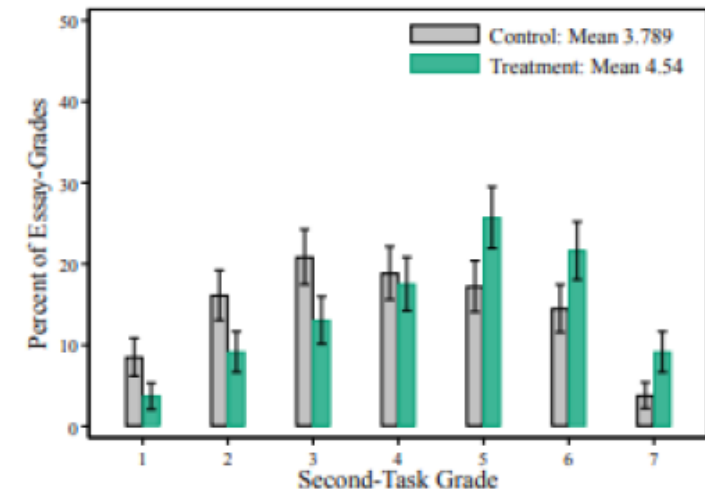 50
40
30
20
10
0
Percent of Essay-Grades
Control: Mean 3.789
Treatment: Mean 4.54
1 2 3 4 5 6 7
Second-Task Grade